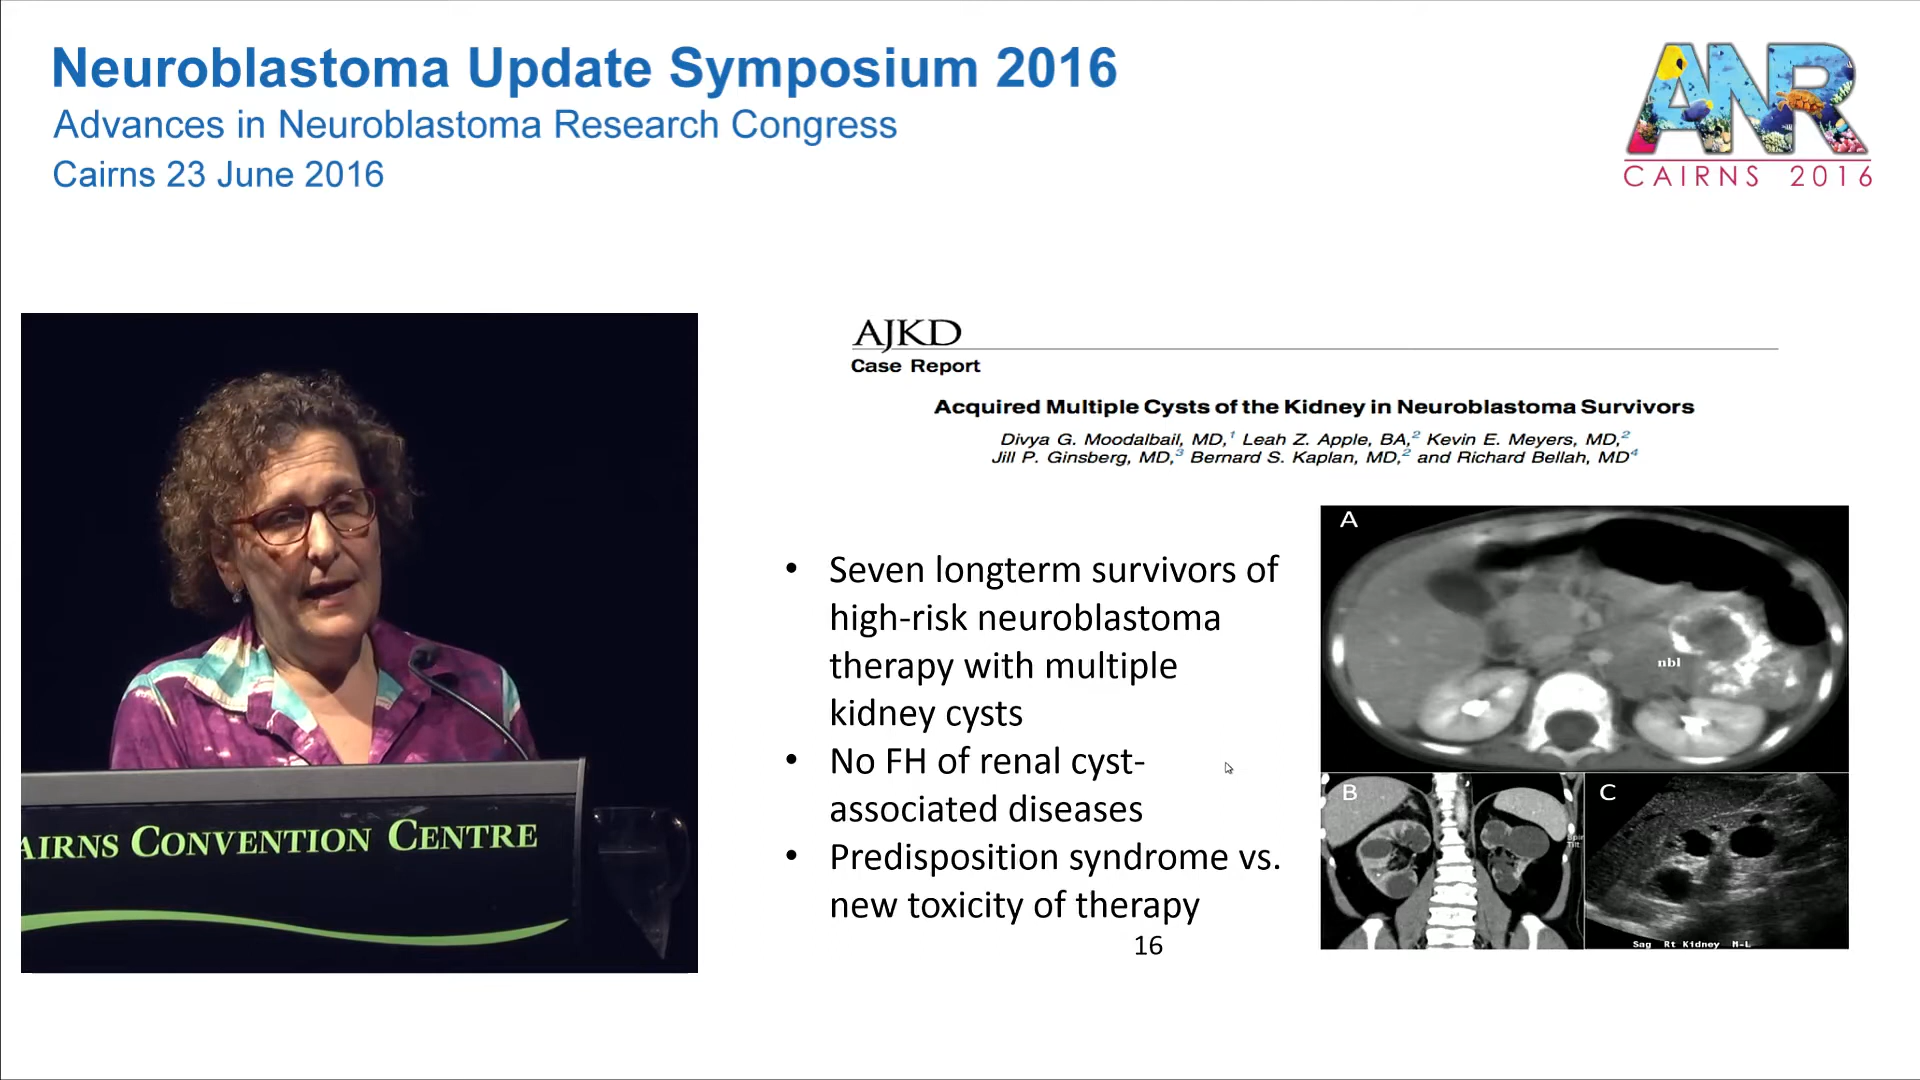 Neuroblastoma Update Symposium 2016
Advances in Neuroblastoma Research Congress
Cairns 23 June 2016
ANR
CAIRNS 2016
AIRNS CONVENTION CENTRE
AJKD
Case Report
Acquired Multiple Cysts of the Kidney in Neuroblastoma Survivors
Divya G. Moodalbail, MD,¹ Leah Z. Apple, BA,² Kevin E. Meyers, MD,²
Jill P. Ginsberg, MD,³ Bernard S. Kaplan, MD,² and Richard Bellah, MD⁴
• Seven longterm survivors of
high-risk neuroblastoma
therapy with multiple
kidney cysts
• No FH of renal cyst-
associated diseases
• Predisposition syndrome vs.
new toxicity of therapy
16
A
nbl
B
Tilt
C
Sag Rt Kidney M-L